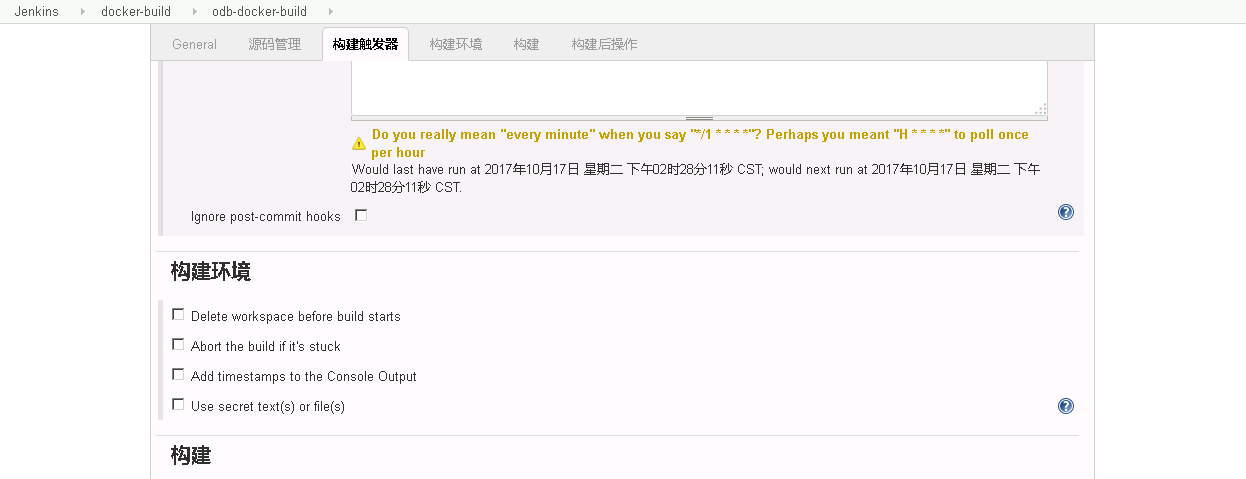 Jenkins docker-build odb-docker-build
General 源码管理 构建触发器 构建环境 构建 构建后操作
Do you really mean "every minute" when you say "*/1 * * * *"? Perhaps you meant "H * * * *" to poll once
per hour
Would last have run at 2017年10月17日 星期二 下午02时28分11秒 CST; would next run at 2017年10月17日 星期二 下午
02时28分11秒 CST.
Ignore post-commit hooks
构建环境
Delete workspace before build starts
Abort the build if it's stuck
Add timestamps to the Console Output
Use secret text(s) or file(s)
构建